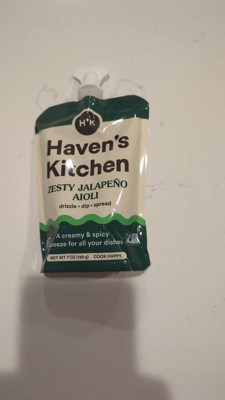 H·K
Haven's
Kitchen
ZESTY JALAPEÑO
AIOLI
drizzle • dip • spread
A creamy & spicy
squeeze for all your dishes
NET WT 7 OZ (198 g) COOK HAPPY.